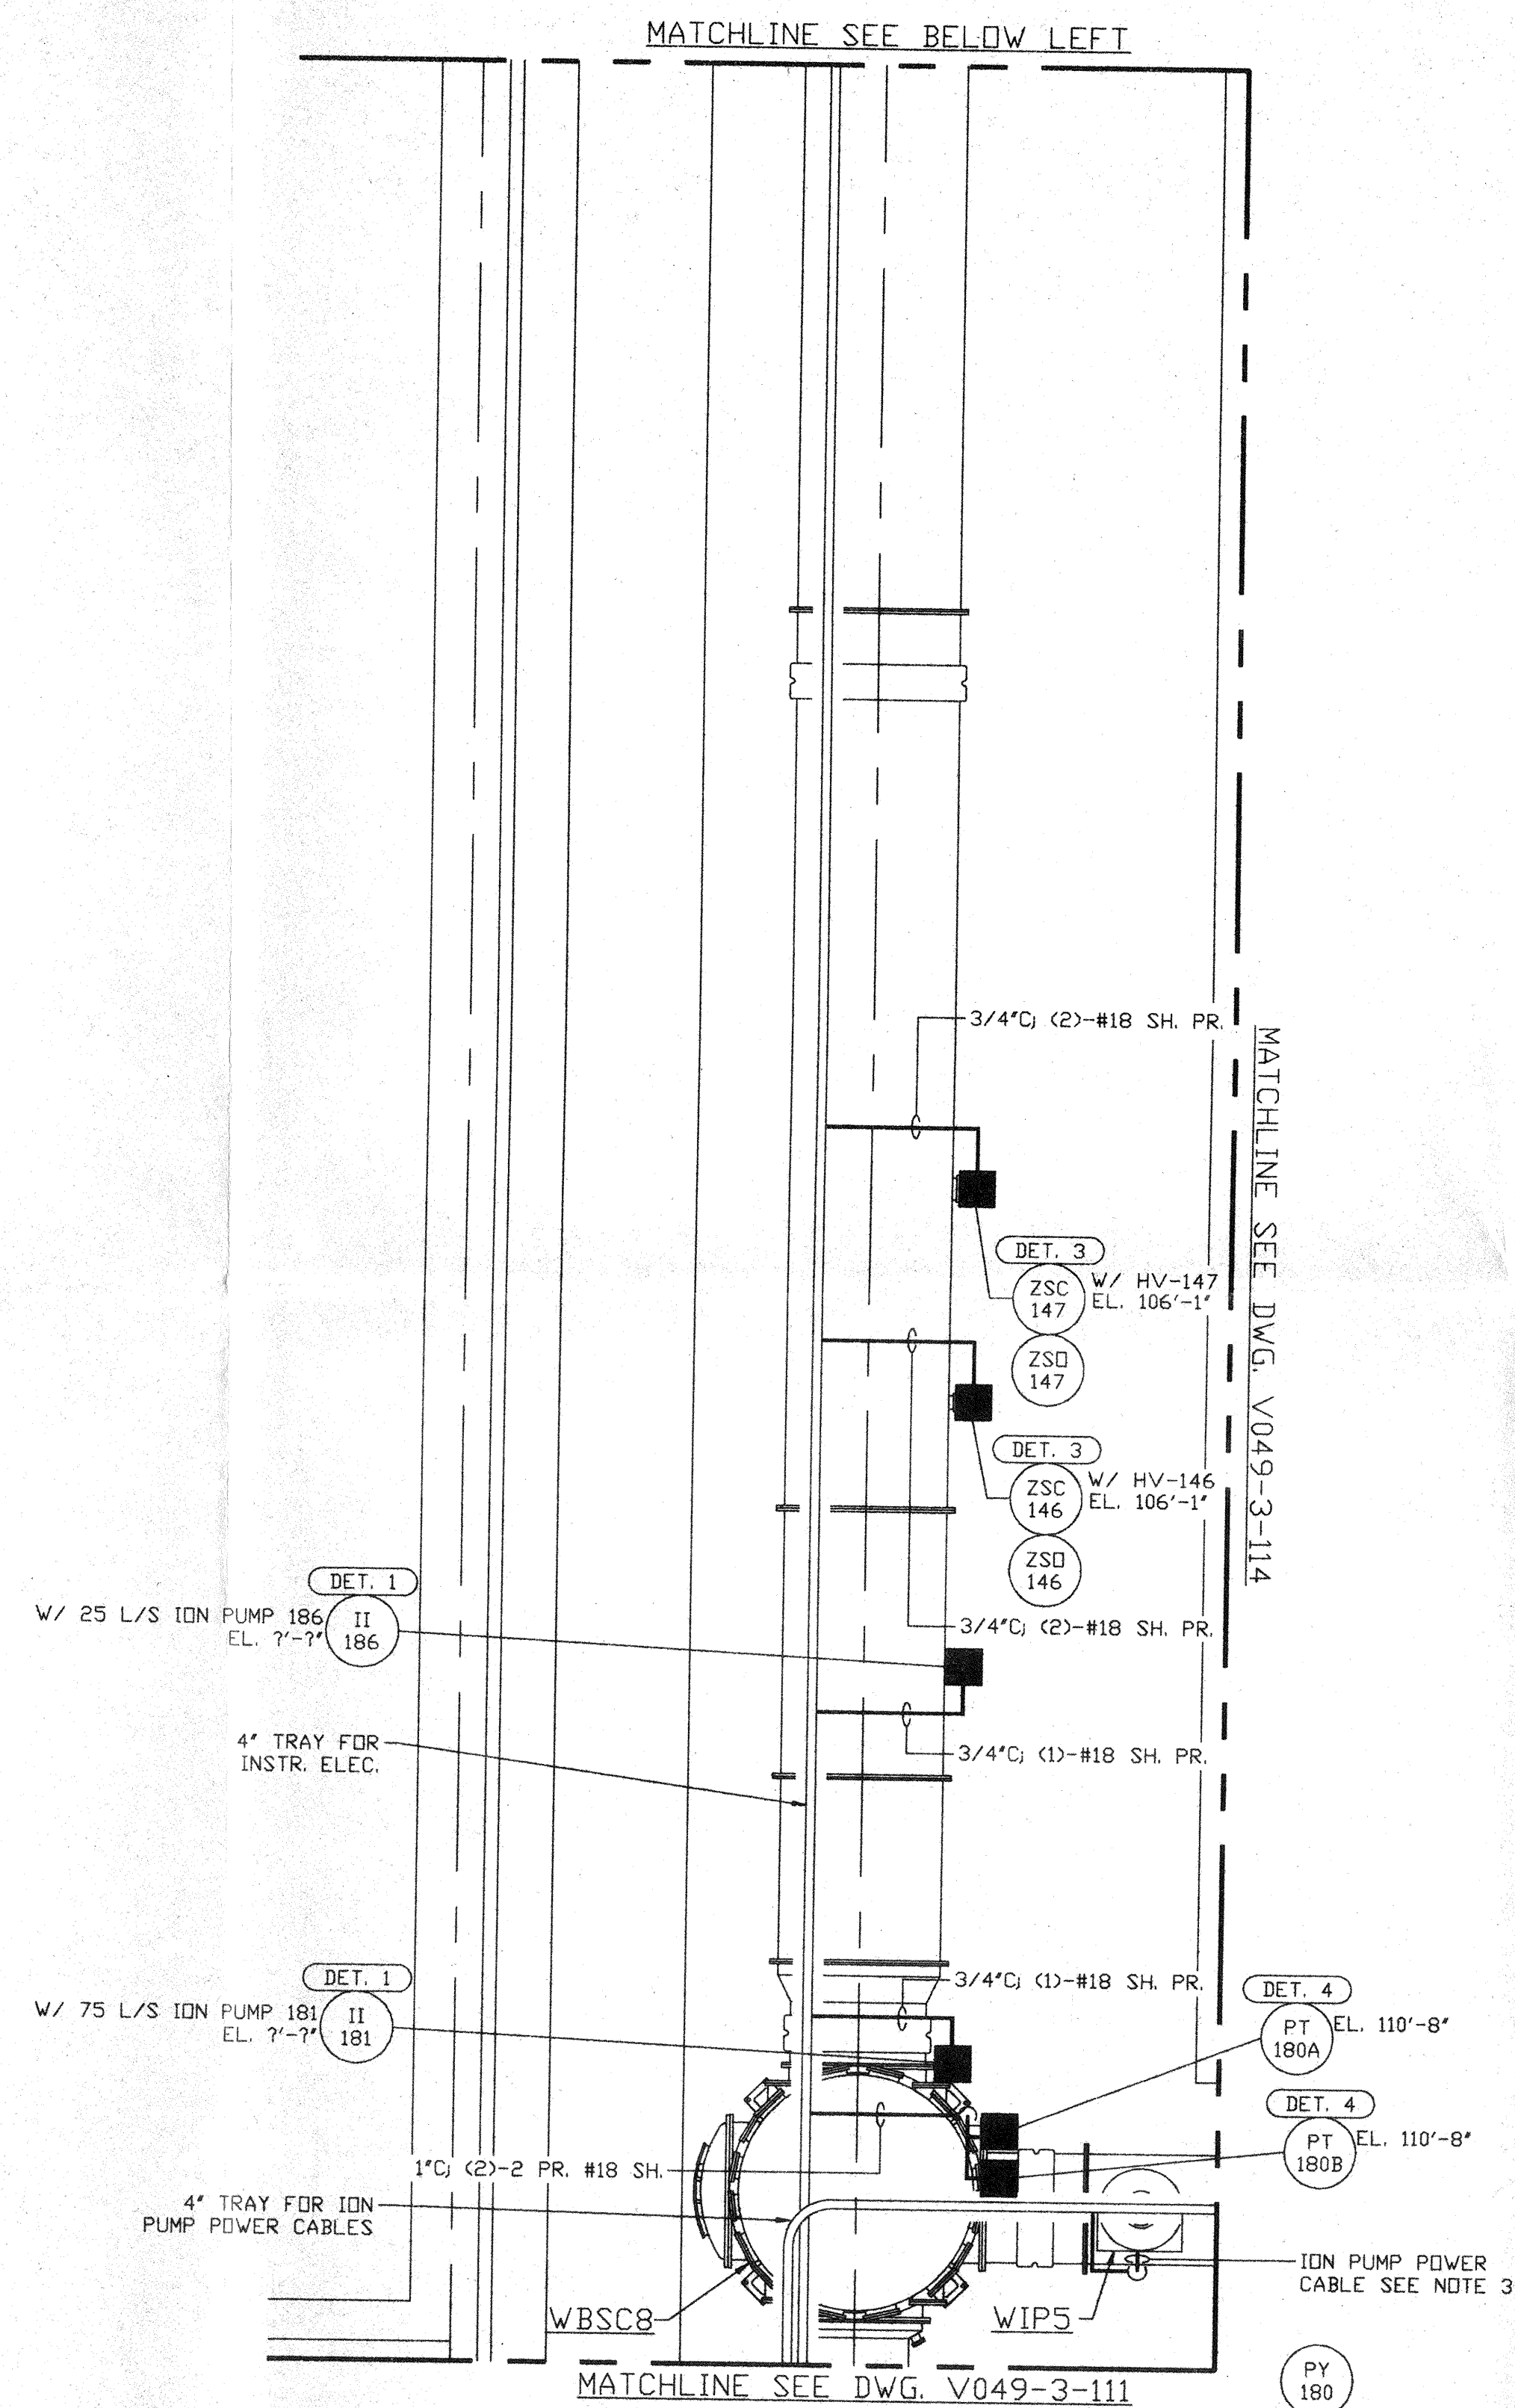 MATCHLINE SEE BELOW LEFT
3/4"C; (2)-#18 SH. PR.
MATCHLINE SEE DWG. V049-3-114
DET. 3
ZSC
147
W/ HV-147
EL. 106'-1"
ZSO
147
DET. 3
ZSC
146
W/ HV-146
EL. 106'-1"
ZSO
146
DET. 1
W/ 25 L/S ION PUMP 186
EL. ?'-?"
II
186
3/4"C; (2)-#18 SH. PR.
4" TRAY FOR
INSTR. ELEC.
3/4"C; (1)-#18 SH. PR.
DET. 1
W/ 75 L/S ION PUMP 181
EL. ?'-?"
II
181
3/4"C; (1)-#18 SH. PR.
DET. 4
PT
180A
EL. 110'-8"
DET. 4
PT
180B
EL. 110'-8"
1"C; (2)-2 PR. #18 SH.
4" TRAY FOR ION
PUMP POWER CABLES
ION PUMP POWER
CABLE SEE NOTE 3
WBSC8
WIP5
MATCHLINE SEE DWG. V049-3-111
PY
180